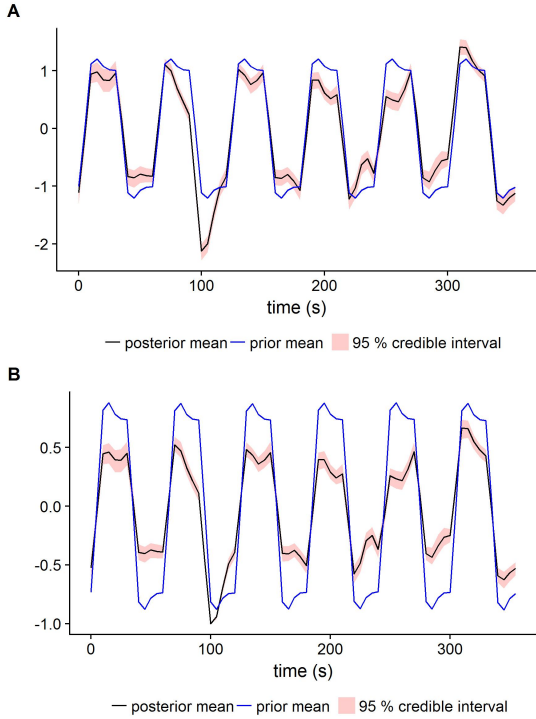 A
1
0
-1
-2
0
100
200
300
time (s)
posterior mean prior mean 95 % credible interval
B
0.5
0.0
-0.5
-1.0
0
100
200
300
time (s)
posterior mean prior mean 95 % credible interval